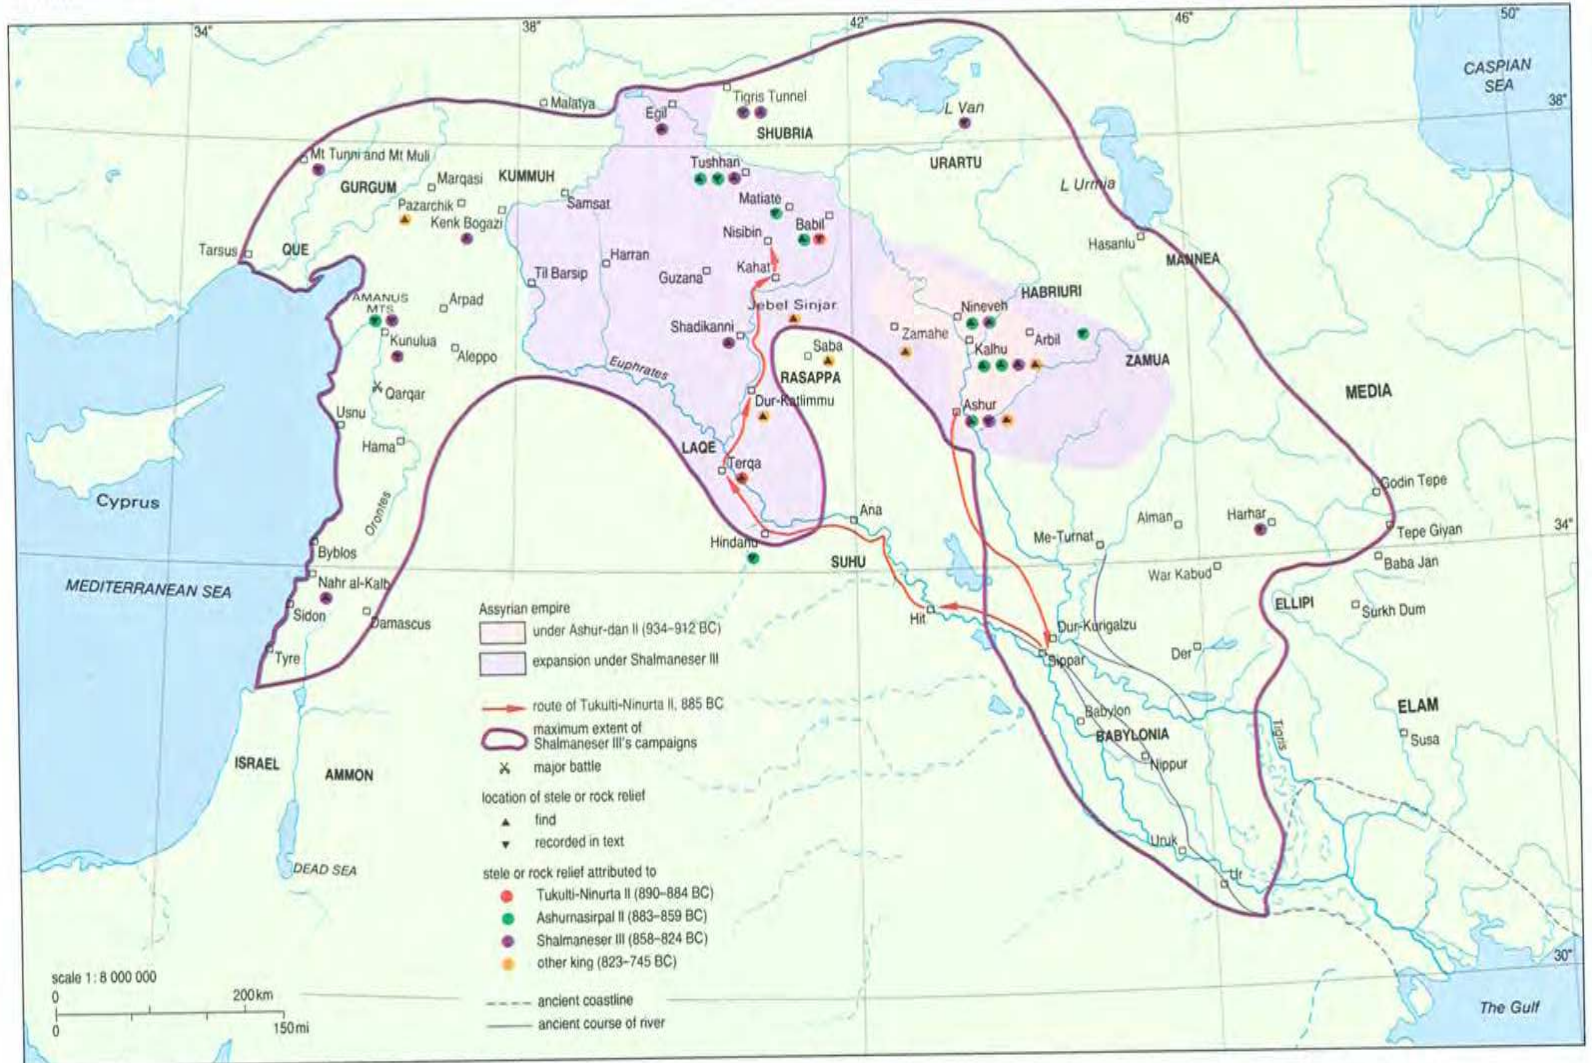 34°
38°
42°
46°
50°
CASPIAN
SEA
38°
Malatya
Egil
Tigris Tunnel
SHUBRIA
L Van
URARTU
L Urmia
Mt Tunni and Mt Muli
GURGUM
Marqasi
KUMMUH
Samsat
Pazarchik
Kenk Bogazi
Tushhan
Matiate
Babil
Nisibin
Kahat
Hasanlu
MANNEA
Tarsus
QUE
Til Barsip
Harran
Guzana
HABRIURI
AMANUS
MTS
Arpad
Jebel Sinjar
Nineveh
Zamahe
Arbil
Kunulua
Aleppo
Shadikanni
Saba
Kalhu
ZAMUA
RASAPPA
Euphrates
Qarqar
Dur-Katlimmu
Ashur
MEDIA
Usnu
Hama
LAQE
Terqa
Godin Tepe
Cyprus
Orontes
Ana
Alman
Harhar
34°
Tepe Giyan
Me-Turnat
Byblos
Hindanu
SUHU
War Kabud
Baba Jan
MEDITERRANEAN SEA
Nahr al-Kalb
Sidon
Damascus
Hit
Dur-Kurigalzu
ELLIPI
Surkh Dum
Tyre
Sippar
Der
Babylon
BABYLONIA
Nippur
Tigris
ELAM
Susa
ISRAEL
AMMON
Uruk
Ur
DEAD SEA
30°
The Gulf
Assyrian empire
under Ashur-dan II (934–912 BC)
expansion under Shalmaneser III
route of Tukulti-Ninurta II, 885 BC
maximum extent of
Shalmaneser III's campaigns
major battle
location of stele or rock relief
find
recorded in text
stele or rock relief attributed to
Tukulti-Ninurta II (890–884 BC)
Ashurnasirpal II (883–859 BC)
Shalmaneser III (858–824 BC)
other king (823–745 BC)
ancient coastline
ancient course of river
scale 1 : 8 000 000
0 200 km
0 150 mi